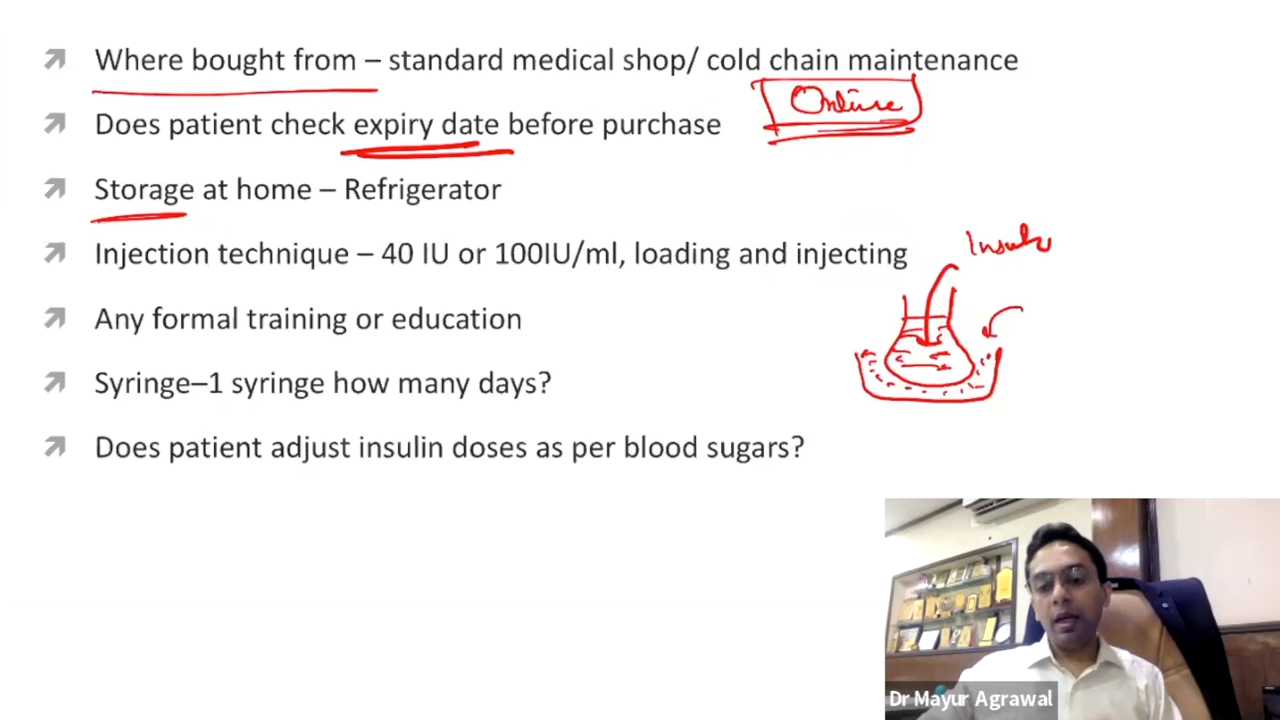 Where bought from – standard medical shop/ cold chain maintenance
Online
Does patient check expiry date before purchase
Storage at home – Refrigerator
Insulin
Injection technique – 40 IU or 100IU/ml, loading and injecting
Any formal training or education
Syringe–1 syringe how many days?
Does patient adjust insulin doses as per blood sugars?
Dr Mayur Agrawal